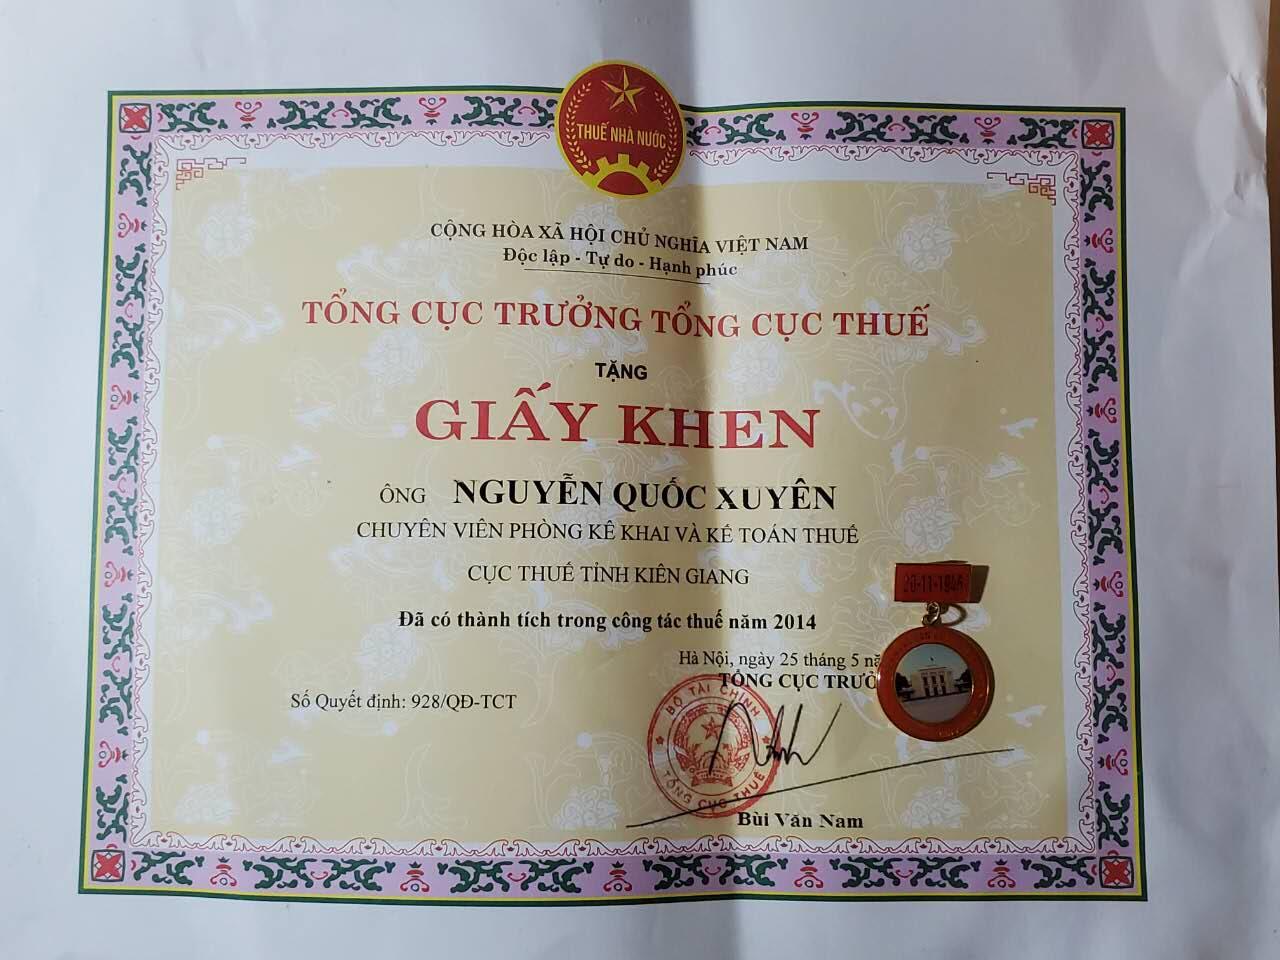 THUẾ NHÀ NƯỚC
CỘNG HÒA XÃ HỘI CHỦ NGHĨA VIỆT NAM
Độc lập - Tự do - Hạnh phúc
TỔNG CỤC TRƯỞNG TỔNG CỤC THUẾ
TẶNG
GIẤY KHEN
ÔNG NGUYỄN QUỐC XUYÊN
CHUYÊN VIÊN PHÒNG KÊ KHAI VÀ KẾ TOÁN THUẾ
CỤC THUẾ TỈNH KIÊN GIANG
Đã có thành tích trong công tác thuế năm 2014
20-11-1946
Hà Nội, ngày 25 tháng 5
TỔNG CỤC
Số Quyết định: 928/QĐ-TCT
BỘ TÀI CHÍNH
TỔNG CỤC THUẾ
Bùi Văn Nam